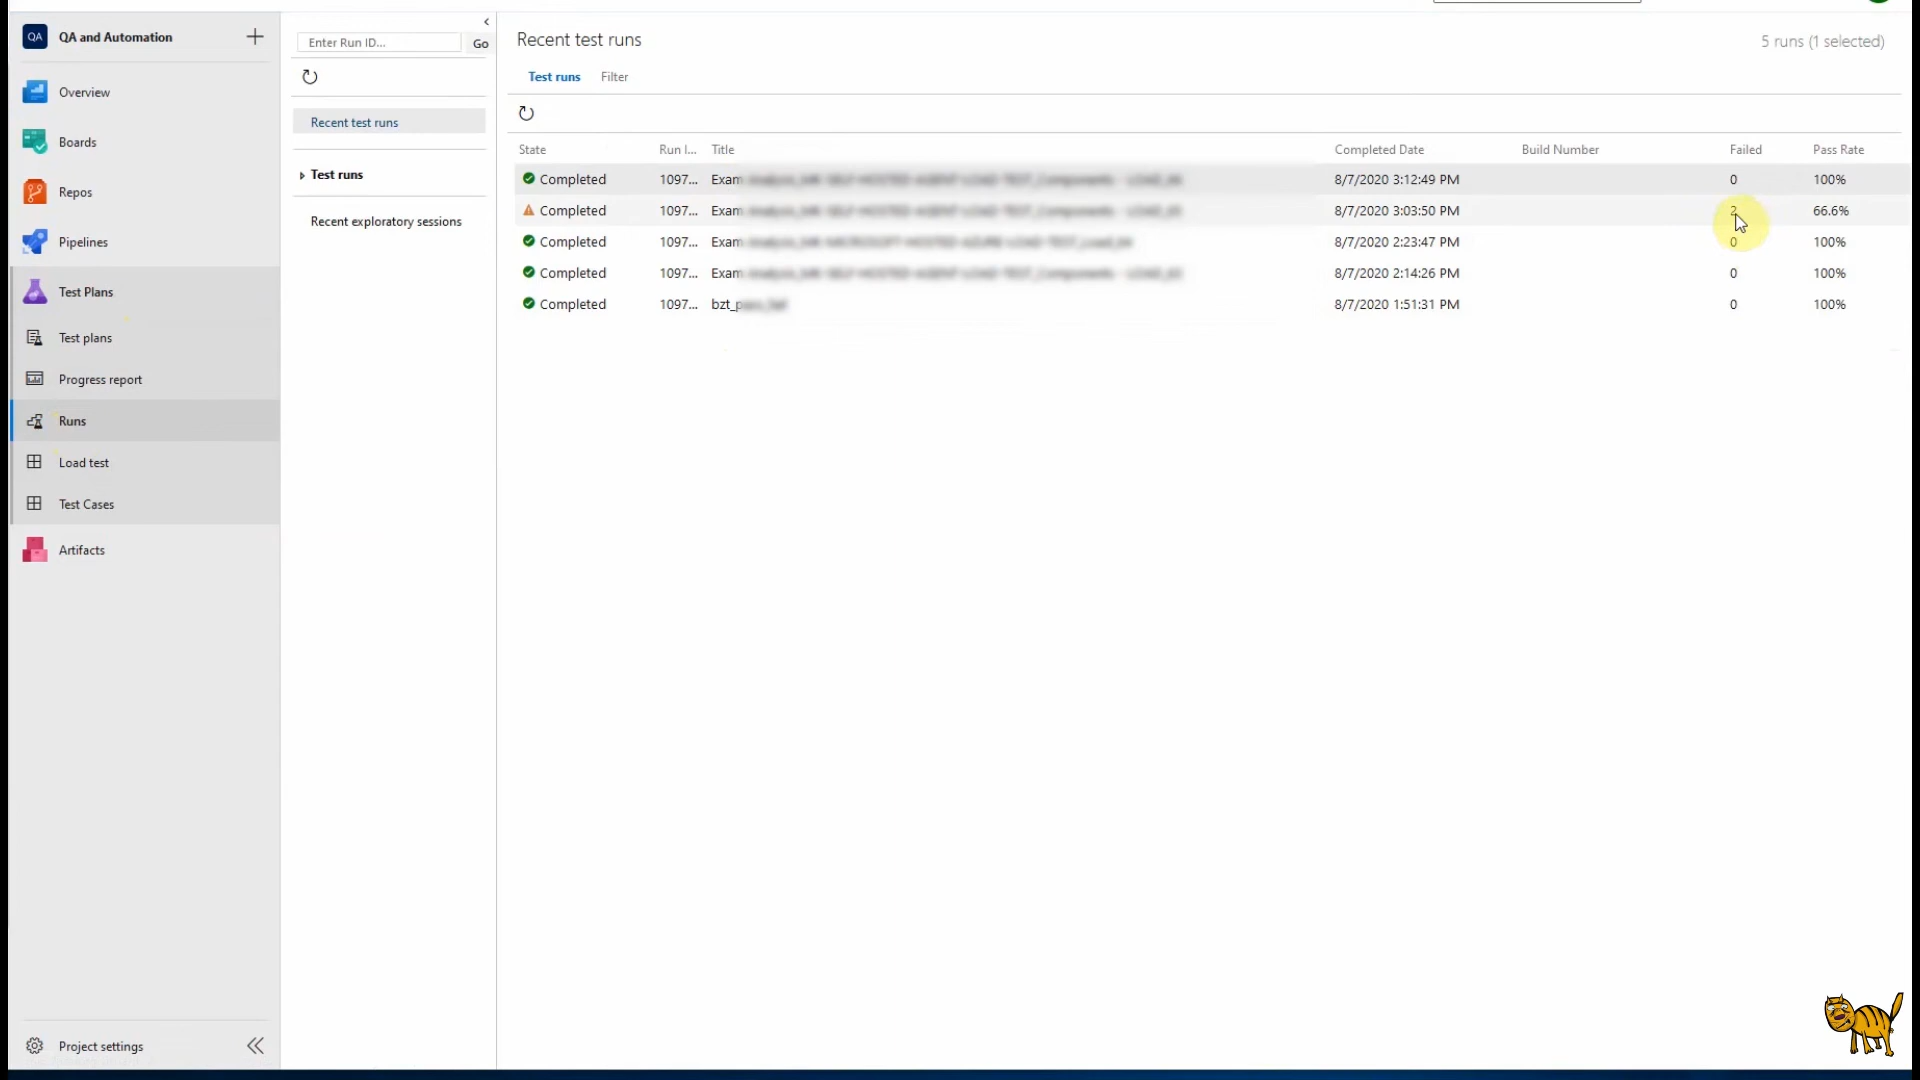 QA QA and Automation
Overview
Boards
Repos
Pipelines
Test Plans
Test plans
Progress report
Runs
Load test
Test Cases
Artifacts
Project settings
Enter Run ID... Go
Recent test runs
Test runs
Recent exploratory sessions
Recent test runs
5 runs (1 selected)
Test runs Filter
State Run I... Title Completed Date Build Number Failed Pass Rate
Completed 1097... Exam 8/7/2020 3:12:49 PM 0 100%
Completed 1097... Exam 8/7/2020 3:03:50 PM 2 66.6%
Completed 1097... Exam 8/7/2020 2:23:47 PM 0 100%
Completed 1097... Exam 8/7/2020 2:14:26 PM 0 100%
Completed 1097... bzt_p 8/7/2020 1:51:31 PM 0 100%